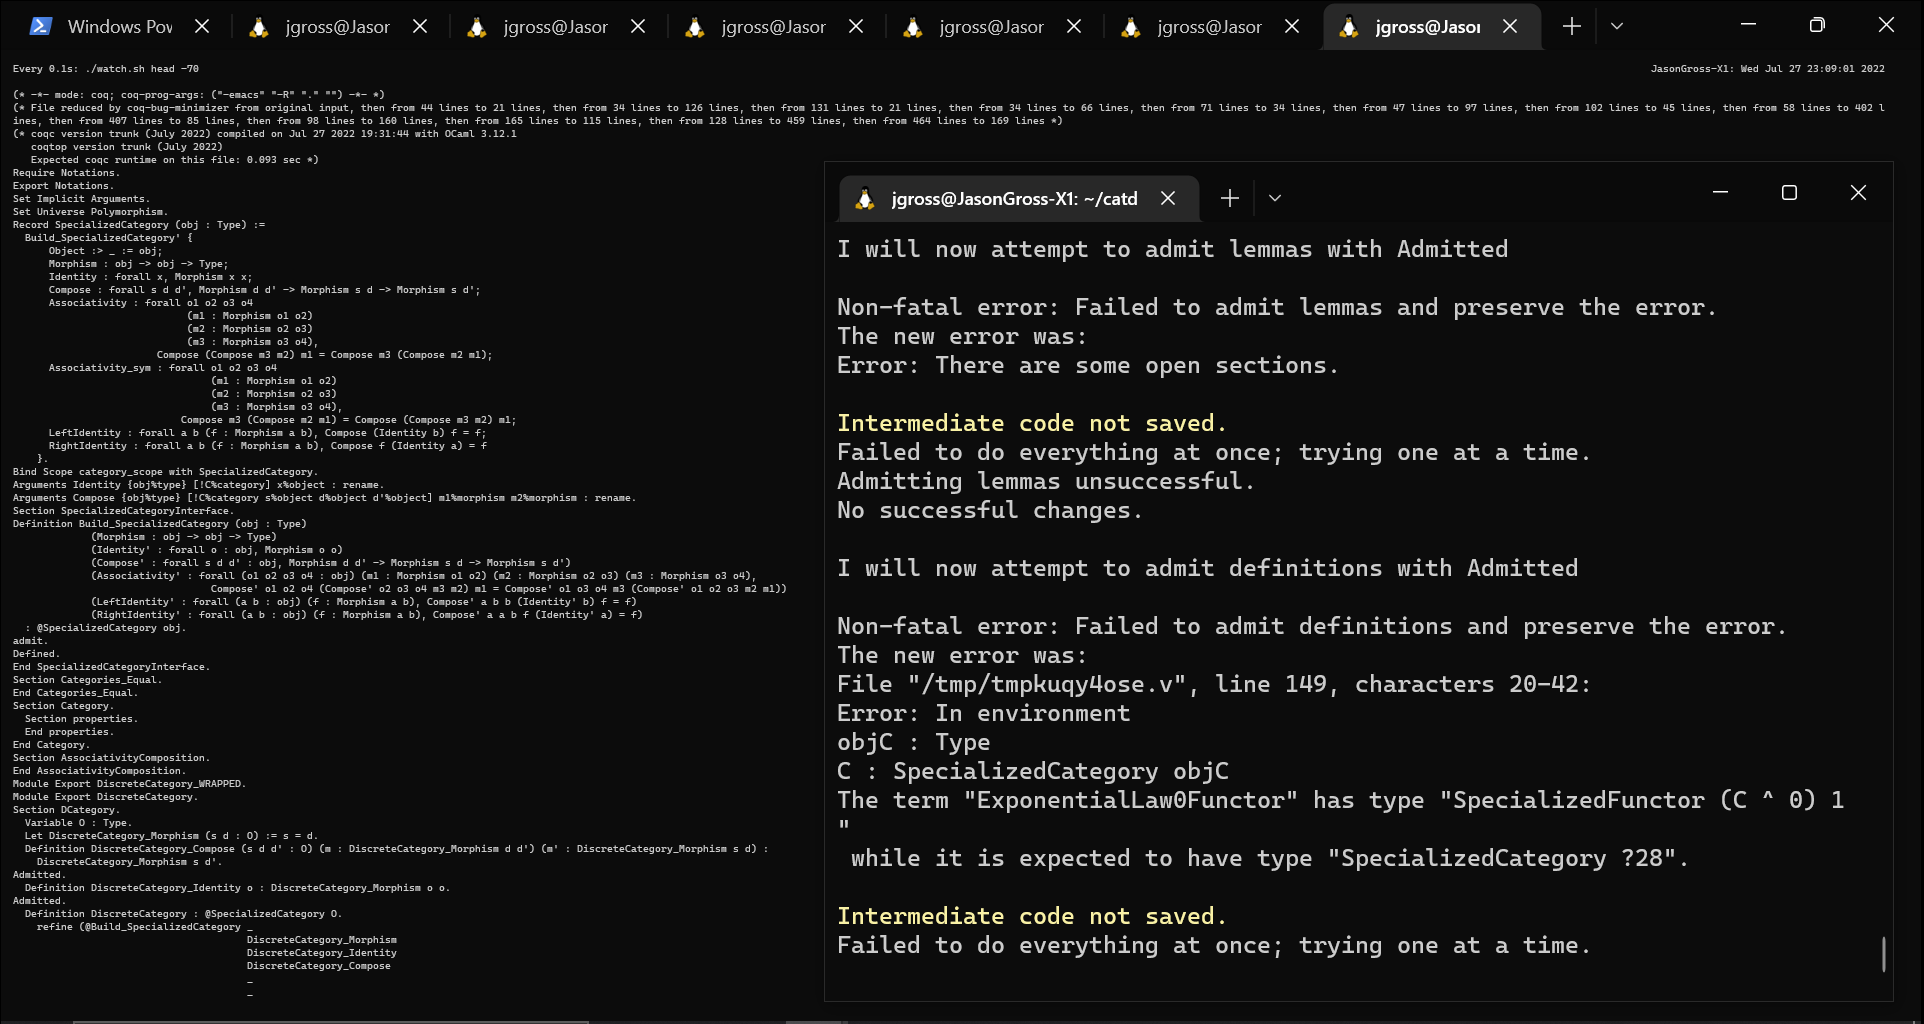 Windows Pov
jgross@Jasor
jgross@Jasor
jgross@Jasor
jgross@Jasor
jgross@Jasor
jgross@Jasor
Every 0.1s: ./watch.sh head -70
JasonGross-X1: Wed Jul 27 23:09:01 2022
(* -*- mode: coq; coq-prog-args: ("-emacs" "-R" "." "") -*- *)
(* File reduced by coq-bug-minimizer from original input, then from 44 lines to 21 lines, then from 34 lines to 126 lines, then from 131 lines to 21 lines, then from 34 lines to 66 lines, then from 71 lines to 34 lines, then from 47 lines to 97 lines, then from 102 lines to 45 lines, then from 58 lines to 402 l
ines, then from 407 lines to 85 lines, then from 98 lines to 160 lines, then from 165 lines to 115 lines, then from 128 lines to 459 lines, then from 464 lines to 169 lines *)
(* coqc version trunk (July 2022) compiled on Jul 27 2022 19:31:44 with OCaml 3.12.1
coqtop version trunk (July 2022)
Expected coqc runtime on this file: 0.093 sec *)
Require Notations.
Export Notations.
Set Implicit Arguments.
Set Universe Polymorphism.
Record SpecializedCategory (obj : Type) :=
Build_SpecializedCategory' {
Object :> _ := obj;
Morphism : obj -> obj -> Type;
Identity : forall x, Morphism x x;
Compose : forall s d d', Morphism d d' -> Morphism s d -> Morphism s d';
Associativity : forall o1 o2 o3 o4
(m1 : Morphism o1 o2)
(m2 : Morphism o2 o3)
(m3 : Morphism o3 o4),
Compose (Compose m3 m2) m1 = Compose m3 (Compose m2 m1);
Associativity_sym : forall o1 o2 o3 o4
(m1 : Morphism o1 o2)
(m2 : Morphism o2 o3)
(m3 : Morphism o3 o4),
Compose m3 (Compose m2 m1) = Compose (Compose m3 m2) m1;
LeftIdentity : forall a b (f : Morphism a b), Compose (Identity b) f = f;
RightIdentity : forall a b (f : Morphism a b), Compose f (Identity a) = f
}.
Bind Scope category_scope with SpecializedCategory.
Arguments Identity {obj%type} [!C%category] x%object : rename.
Arguments Compose {obj%type} [!C%category s%object d%object d'%object] m1%morphism m2%morphism : rename.
Section SpecializedCategoryInterface.
Definition Build_SpecializedCategory (obj : Type)
(Morphism : obj -> obj -> Type)
(Identity' : forall o : obj, Morphism o o)
(Compose' : forall s d d' : obj, Morphism d d' -> Morphism s d -> Morphism s d')
(Associativity' : forall (o1 o2 o3 o4 : obj) (m1 : Morphism o1 o2) (m2 : Morphism o2 o3) (m3 : Morphism o3 o4),
Compose' o1 o2 o4 (Compose' o2 o3 o4 m3 m2) m1 = Compose' o1 o3 o4 m3 (Compose' o1 o2 o3 m2 m1))
(LeftIdentity' : forall (a b : obj) (f : Morphism a b), Compose' a b b (Identity' b) f = f)
(RightIdentity' : forall (a b : obj) (f : Morphism a b), Compose' a a b f (Identity' a) = f)
: @SpecializedCategory obj.
admit.
Defined.
End SpecializedCategoryInterface.
Section Categories_Equal.
End Categories_Equal.
Section Category.
Section properties.
End properties.
End Category.
Section AssociativityComposition.
End AssociativityComposition.
Module Export DiscreteCategory_WRAPPED.
Module Export DiscreteCategory.
Section DCategory.
Variable O : Type.
Let DiscreteCategory_Morphism (s d : O) := s = d.
Definition DiscreteCategory_Compose (s d d' : O) (m : DiscreteCategory_Morphism d d') (m' : DiscreteCategory_Morphism s d) :
DiscreteCategory_Morphism s d'.
Admitted.
Definition DiscreteCategory_Identity o : DiscreteCategory_Morphism o o.
Admitted.
Definition DiscreteCategory : @SpecializedCategory O.
refine (@Build_SpecializedCategory _
DiscreteCategory_Morphism
DiscreteCategory_Identity
DiscreteCategory_Compose
_
_
jgross@JasonGross-X1: ~/catd
I will now attempt to admit lemmas with Admitted
Non-fatal error: Failed to admit lemmas and preserve the error.
The new error was:
Error: There are some open sections.
Intermediate code not saved.
Failed to do everything at once; trying one at a time.
Admitting lemmas unsuccessful.
No successful changes.
I will now attempt to admit definitions with Admitted
Non-fatal error: Failed to admit definitions and preserve the error.
The new error was:
File "/tmp/tmpkuqy4ose.v", line 149, characters 20-42:
Error: In environment
objC : Type
C : SpecializedCategory objC
The term "ExponentialLaw0Functor" has type "SpecializedFunctor (C ^ 0) 1
"
while it is expected to have type "SpecializedCategory ?28".
Intermediate code not saved.
Failed to do everything at once; trying one at a time.